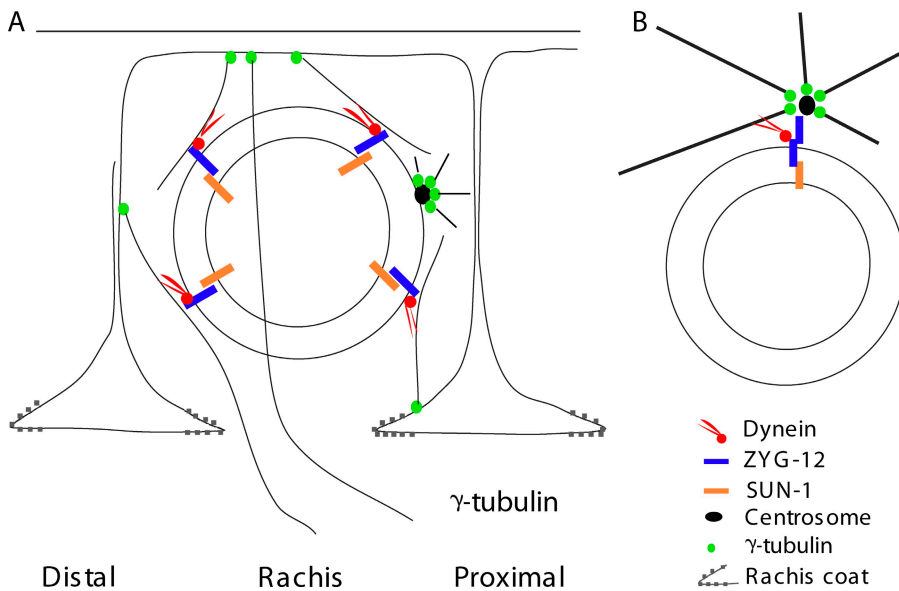 A
B
γ-tubulin
Distal
Rachis
Proximal
Dynein
ZYG-12
SUN-1
Centrosome
γ-tubulin
Rachis coat